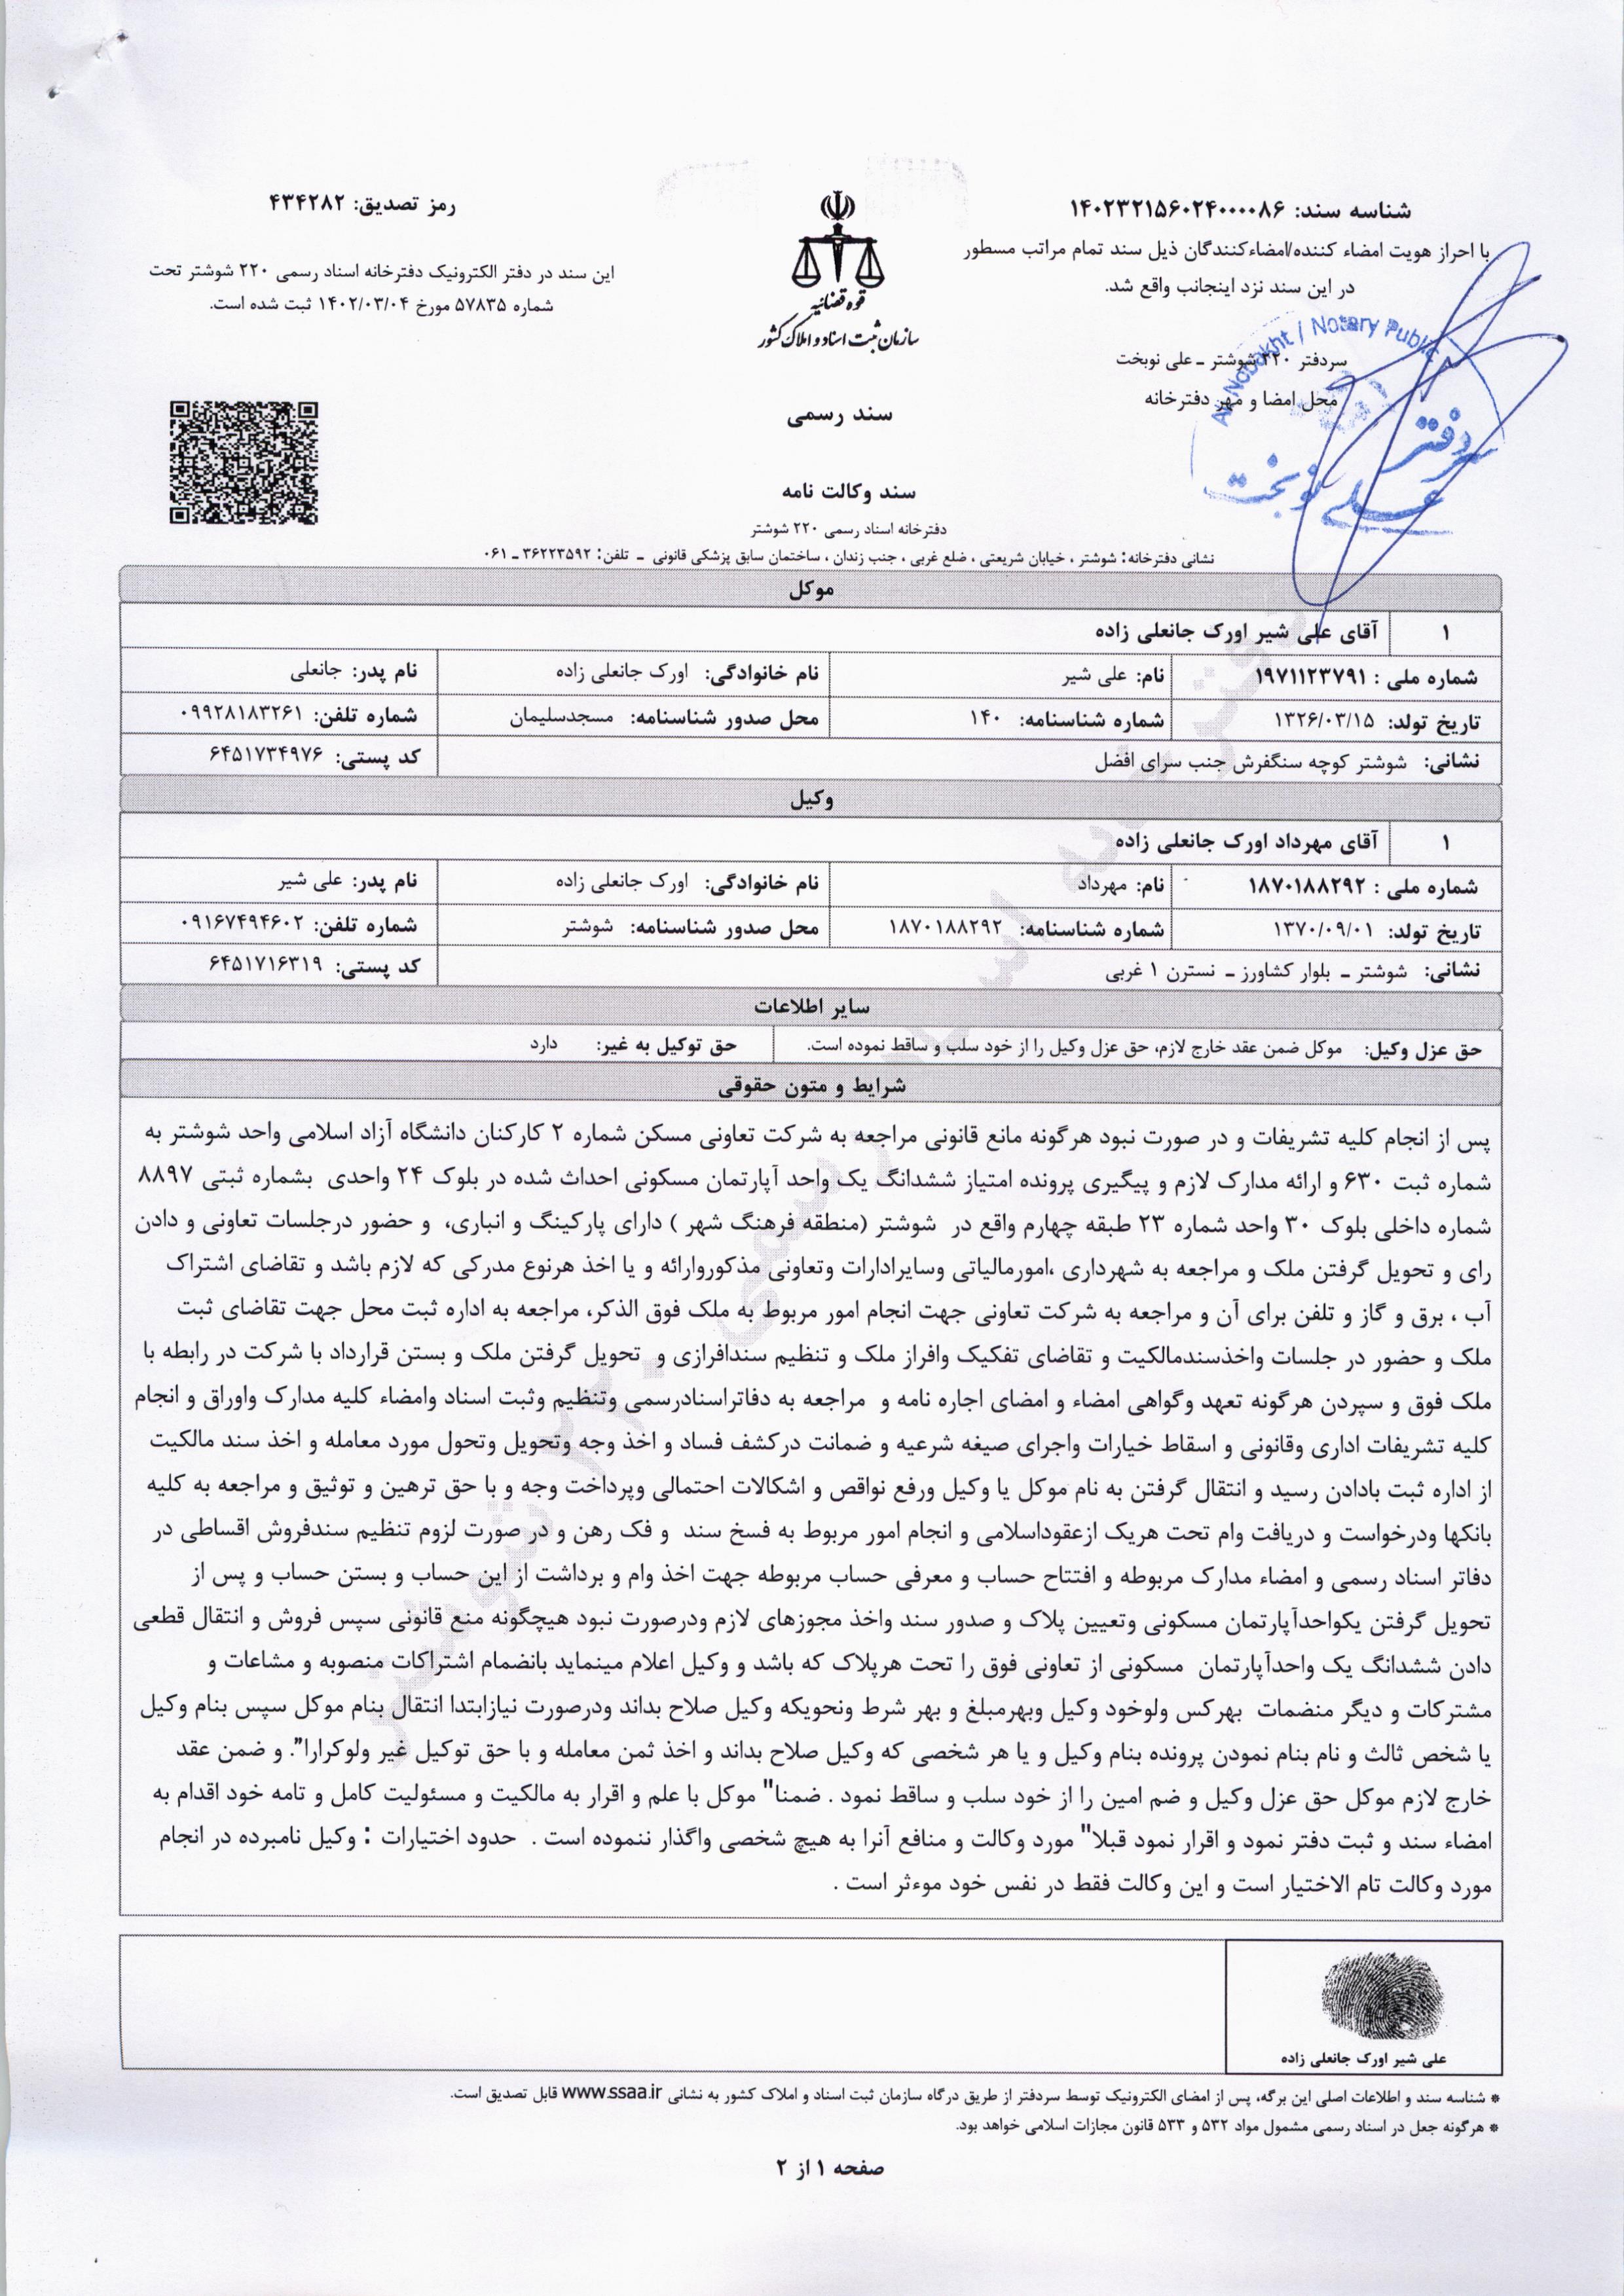 شناسه سند: ۱۴۰۲۳۲۱۵۶۰۲۴۰۰۰۰۸۶
با احراز هویت امضاء کننده/امضاءکنندگان ذیل سند تمام مراتب مسطور
در این سند نزد اینجانب واقع شد.
سردفتر ۲۲۰ شوشتر ـ علی نوبخت
محل امضا و مهر دفترخانه
Ali Nobakht / Notary Public
سردفتر
علی نوبخت
قوه قضائیه
سازمان ثبت اسناد و املاک کشور
سند رسمی
سند وکالت نامه
دفترخانه اسناد رسمی ۲۲۰ شوشتر
رمز تصدیق: ۴۳۴۲۸۲
این سند در دفتر الکترونیک دفترخانه اسناد رسمی ۲۲۰ شوشتر تحت
شماره ۵۷۸۳۵ مورخ ۱۴۰۲/۰۳/۰۴ ثبت شده است.
نشانی دفترخانه: شوشتر ، خیابان شریعتی ، ضلع غربی ، جنب زندان ، ساختمان سابق پزشکی قانونی ـ تلفن: ۳۶۲۲۳۵۹۲ ـ ۰۶۱
موکل
۱ آقای علی شیر اورک جانعلی زاده
شماره ملی : ۱۹۷۱۱۲۳۷۹۱ نام: علی شیر نام خانوادگی: اورک جانعلی زاده نام پدر: جانعلی
تاریخ تولد: ۱۳۲۶/۰۳/۱۵ شماره شناسنامه: ۱۴۰ محل صدور شناسنامه: مسجدسلیمان شماره تلفن: ۰۹۹۲۸۱۸۳۲۶۱
نشانی: شوشتر کوچه سنگفرش جنب سرای افضل کد پستی: ۶۴۵۱۷۳۴۹۷۶
وکیل
۱ آقای مهرداد اورک جانعلی زاده
شماره ملی : ۱۸۷۰۱۸۸۲۹۲ نام: مهرداد نام خانوادگی: اورک جانعلی زاده نام پدر: علی شیر
تاریخ تولد: ۱۳۷۰/۰۹/۰۱ شماره شناسنامه: ۱۸۷۰۱۸۸۲۹۲ محل صدور شناسنامه: شوشتر شماره تلفن: ۰۹۱۶۷۴۹۴۶۰۲
نشانی: شوشتر ـ بلوار کشاورز ـ نسترن ۱ غربی کد پستی: ۶۴۵۱۷۱۶۳۱۹
سایر اطلاعات
حق عزل وکیل: موکل ضمن عقد خارج لازم، حق عزل وکیل را از خود سلب و ساقط نموده است. حق توکیل به غیر: دارد
شرایط و متون حقوقی
پس از انجام کلیه تشریفات و در صورت نبود هرگونه مانع قانونی مراجعه به شرکت تعاونی مسکن شماره ۲ کارکنان دانشگاه آزاد اسلامی واحد شوشتر به
شماره ثبت ۶۳۰ و ارائه مدارک لازم و پیگیری پرونده امتیاز ششدانگ یک واحد آپارتمان مسکونی احداث شده در بلوک ۲۴ واحدی بشماره ثبتی ۸۸۹۷
شماره داخلی بلوک ۳۰ واحد شماره ۲۳ طبقه چهارم واقع در شوشتر (منطقه فرهنگ شهر ) دارای پارکینگ و انباری، و حضور درجلسات تعاونی و دادن
رای و تحویل گرفتن ملک و مراجعه به شهرداری ،امورمالیاتی وسایرادارات وتعاونی مذکوروارائه و یا اخذ هرنوع مدرکی که لازم باشد و تقاضای اشتراک
آب ، برق و گاز و تلفن برای آن و مراجعه به شرکت تعاونی جهت انجام امور مربوط به ملک فوق الذکر، مراجعه به اداره ثبت محل جهت تقاضای ثبت
ملک و حضور در جلسات واخذسندمالکیت و تقاضای تفکیک وافراز ملک و تنظیم سندافرازی و تحویل گرفتن ملک و بستن قرارداد با شرکت در رابطه با
ملک فوق و سپردن هرگونه تعهد وگواهی امضاء و امضای اجاره نامه و مراجعه به دفاتراسنادرسمی وتنظیم وثبت اسناد وامضاء کلیه مدارک واوراق و انجام
کلیه تشریفات اداری وقانونی و اسقاط خیارات واجرای صیغه شرعیه و ضمانت درکشف فساد و اخذ وجه وتحویل وتحول مورد معامله و اخذ سند مالکیت
از اداره ثبت بادادن رسید و انتقال گرفتن به نام موکل یا وکیل ورفع نواقص و اشکالات احتمالی وپرداخت وجه و با حق ترهین و توثیق و مراجعه به کلیه
بانکها ودرخواست و دریافت وام تحت هریک ازعقوداسلامی و انجام امور مربوط به فسخ سند و فک رهن و در صورت لزوم تنظیم سندفروش اقساطی در
دفاتر اسناد رسمی و امضاء مدارک مربوطه و افتتاح حساب و معرفی حساب مربوطه جهت اخذ وام و برداشت از این حساب و بستن حساب و پس از
تحویل گرفتن یکواحدآپارتمان مسکونی وتعیین پلاک و صدور سند واخذ مجوزهای لازم ودرصورت نبود هیچگونه منع قانونی سپس فروش و انتقال قطعی
دادن ششدانگ یک واحدآپارتمان مسکونی از تعاونی فوق را تحت هرپلاک که باشد و وکیل اعلام مینماید بانضمام اشتراکات منصوبه و مشاعات و
مشترکات و دیگر منضمات بهرکس ولوخود وکیل وبهرمبلغ و بهر شرط ونحویکه وکیل صلاح بداند ودرصورت نیازابتدا انتقال بنام موکل سپس بنام وکیل
یا شخص ثالث و نام بنام نمودن پرونده بنام وکیل و یا هر شخصی که وکیل صلاح بداند و اخذ ثمن معامله و با حق توکیل غیر ولوکرارا". و ضمن عقد
خارج لازم موکل حق عزل وکیل و ضم امین را از خود سلب و ساقط نمود . ضمنا" موکل با علم و اقرار به مالکیت و مسئولیت کامل و تامه خود اقدام به
امضاء سند و ثبت دفتر نمود و اقرار نمود قبلا" مورد وکالت و منافع آنرا به هیچ شخصی واگذار ننموده است . حدود اختیارات : وکیل نامبرده در انجام
مورد وکالت تام الاختیار است و این وکالت فقط در نفس خود موءثر است .
علی شیر اورک جانعلی زاده
* شناسه سند و اطلاعات اصلی این برگه، پس از امضای الکترونیک توسط سردفتر از طریق درگاه سازمان ثبت اسناد و املاک کشور به نشانی www.ssaa.ir قابل تصدیق است.
* هرگونه جعل در اسناد رسمی مشمول مواد ۵۳۲ و ۵۳۳ قانون مجازات اسلامی خواهد بود.
صفحه ۱ از ۲